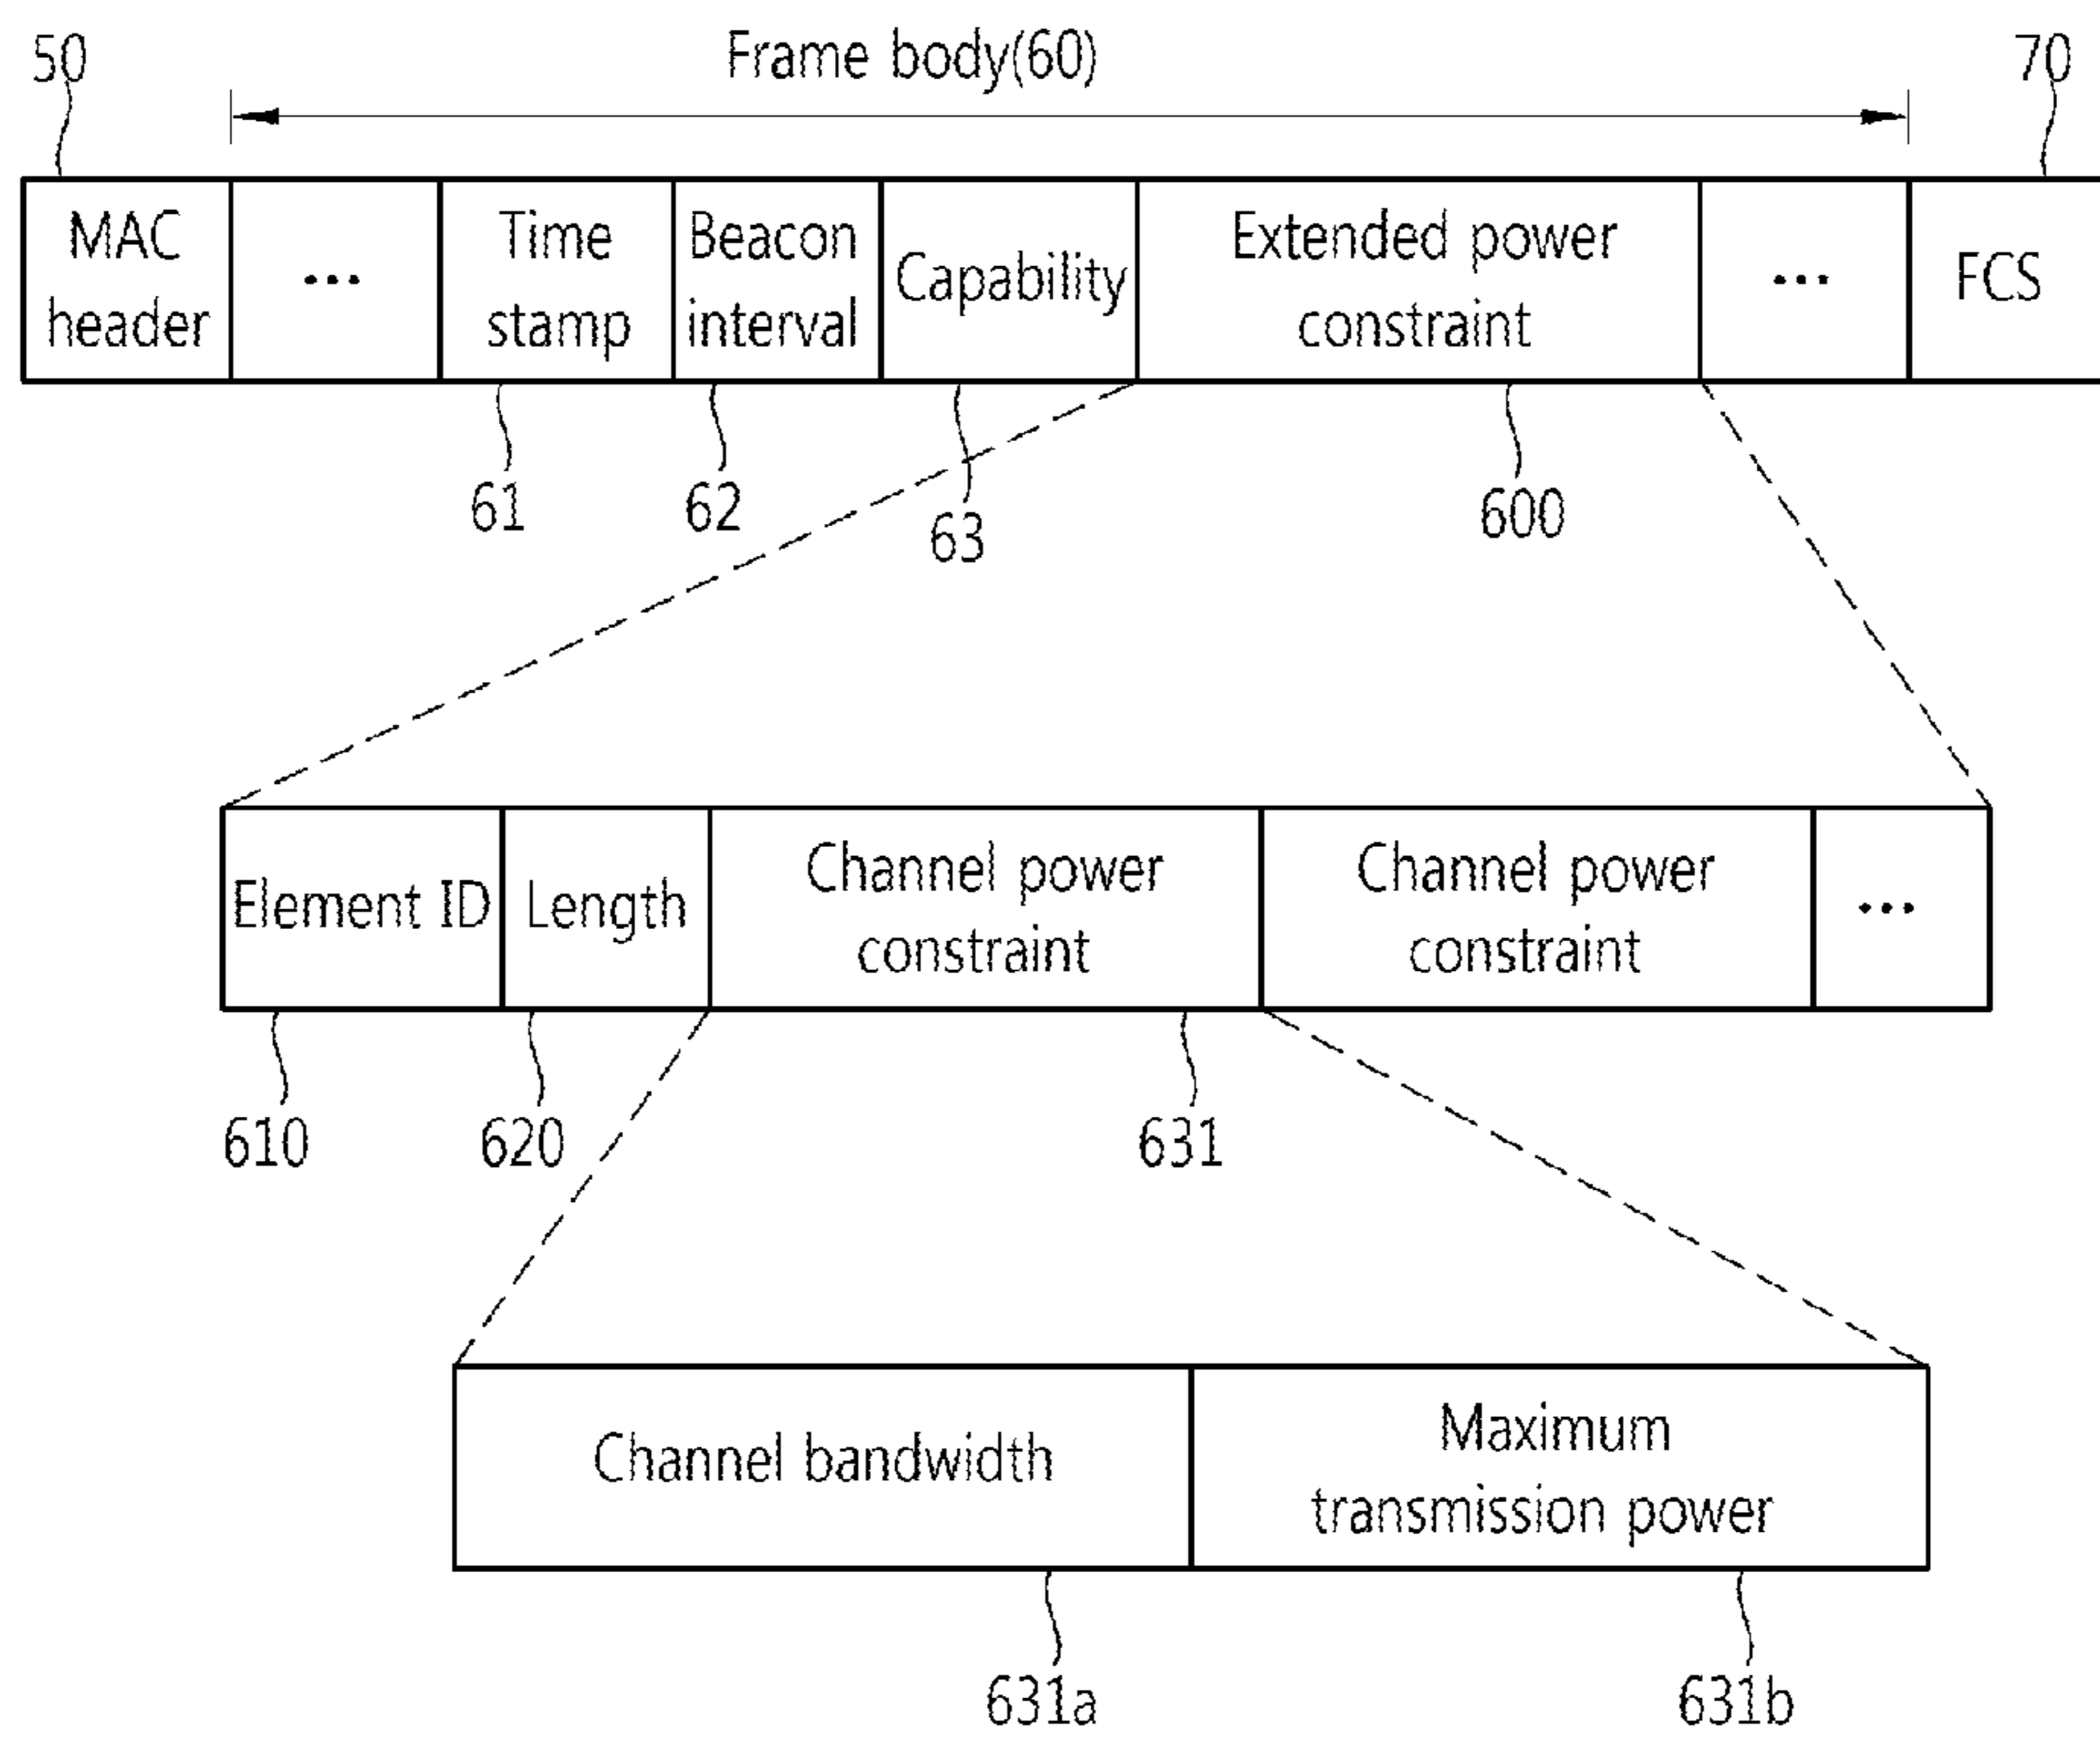 50
Frame body(60)
70
MAC
header
...
Time
stamp
Beacon
interval
Capability
Extended power
constraint
...
FCS
61
62
63
600
Element ID
Length
Channel power
constraint
Channel power
constraint
...
610
620
631
Channel bandwidth
Maximum
transmission power
631a
631b